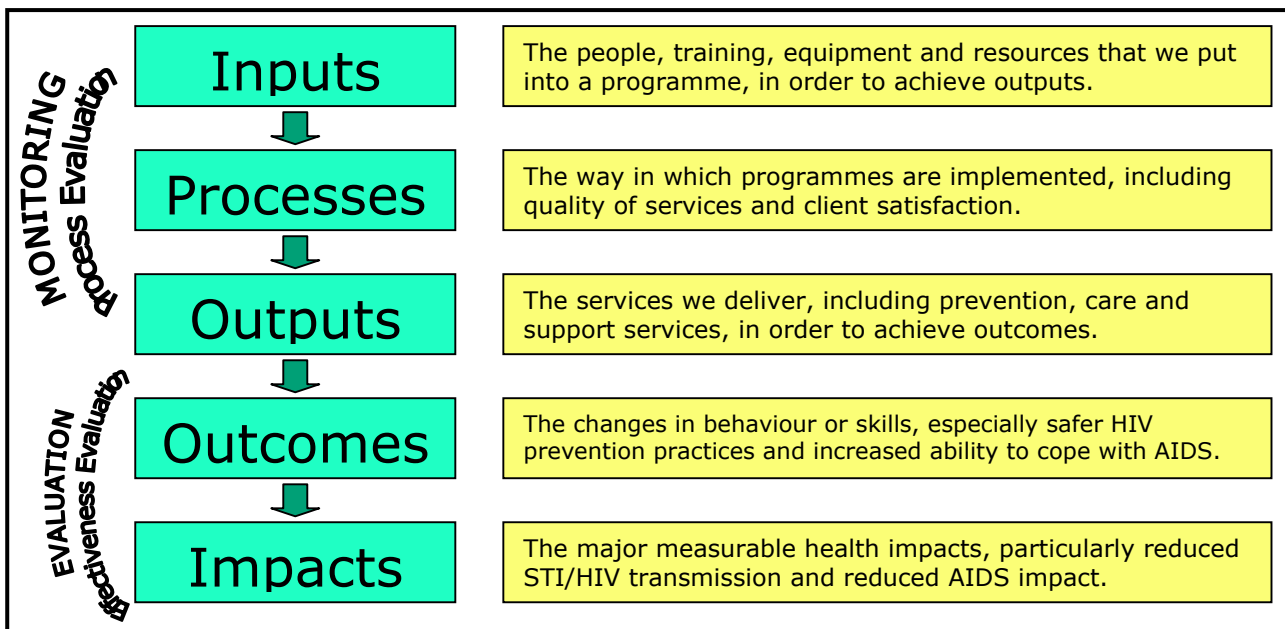 MONITORING
Process Evaluation
Inputs
The people, training, equipment and resources that we put
into a programme, in order to achieve outputs.
Processes
The way in which programmes are implemented, including
quality of services and client satisfaction.
Outputs
The services we deliver, including prevention, care and
support services, in order to achieve outcomes.
EVALUATION
Effectiveness Evaluation
Outcomes
The changes in behaviour or skills, especially safer HIV
prevention practices and increased ability to cope with AIDS.
Impacts
The major measurable health impacts, particularly reduced
STI/HIV transmission and reduced AIDS impact.